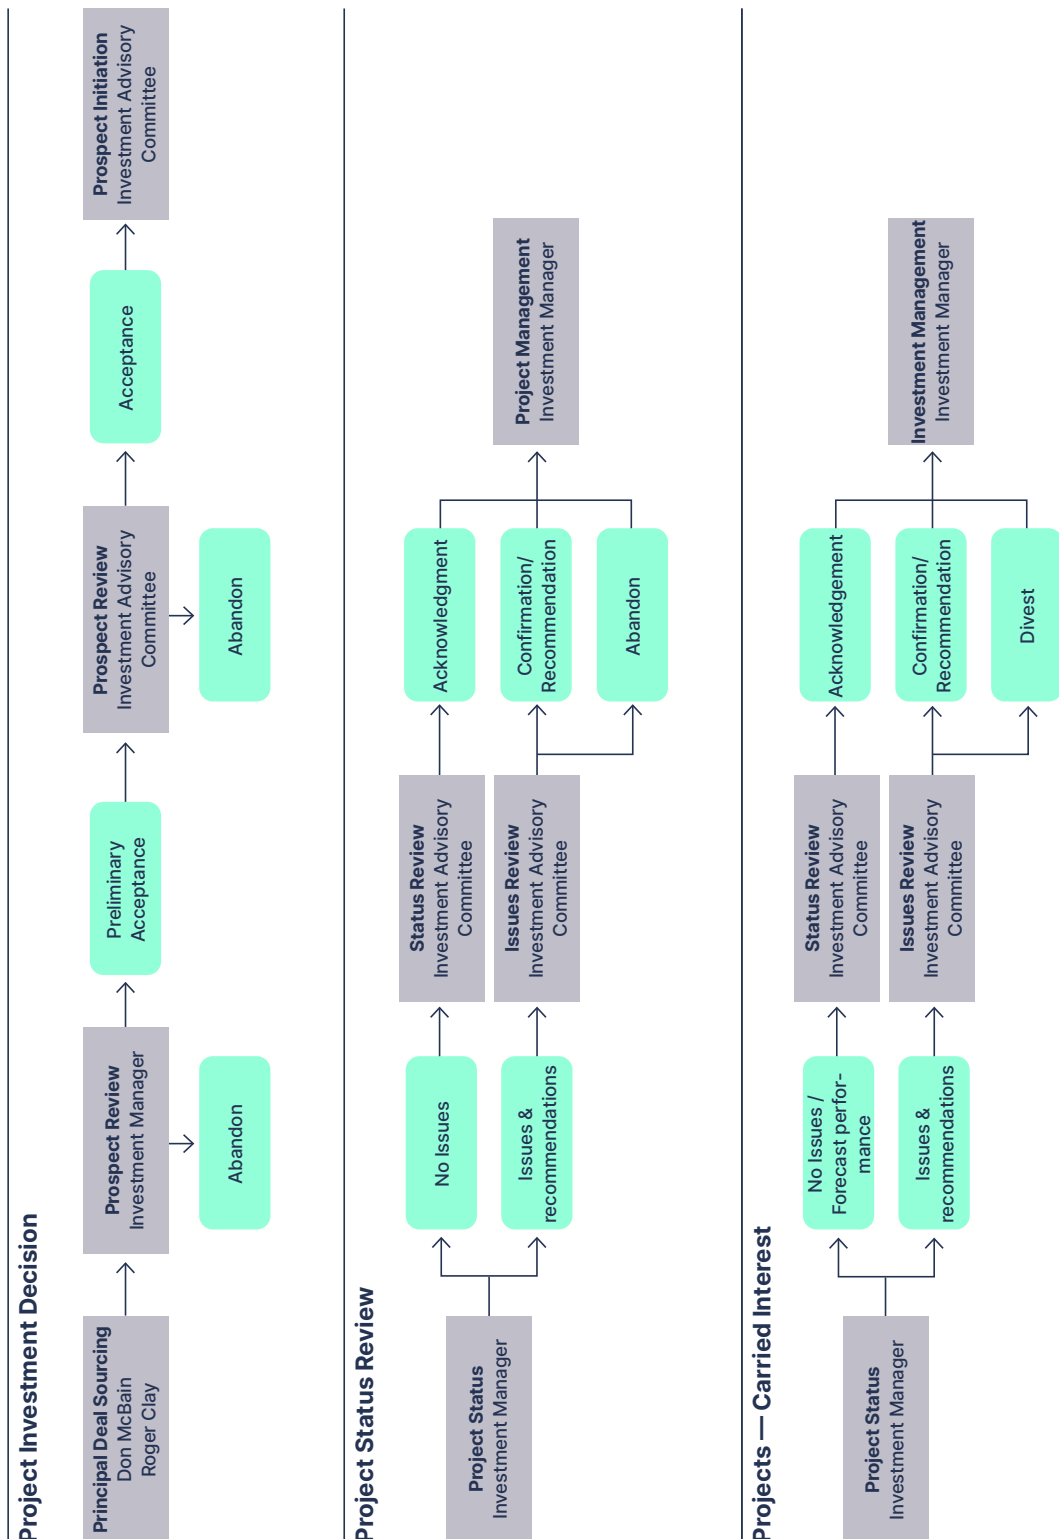 Project Investment Decision
Principal Deal Sourcing
Don McBain
Roger Clay
Prospect Review
Investment Manager
Abandon
Preliminary
Acceptance
Prospect Review
Investment Advisory
Committee
Abandon
Acceptance
Prospect Initiation
Investment Advisory
Committee
Project Status Review
Project Status
Investment Manager
No Issues
Issues &
recommendations
Status Review
Investment Advisory
Committee
Issues Review
Investment Advisory
Committee
Acknowledgment
Confirmation/
Recommendation
Abandon
Project Management
Investment Manager
Projects — Carried Interest
Project Status
Investment Manager
No Issues /
Forecast perfor-
mance
Issues &
recommendations
Status Review
Investment Advisory
Committee
Issues Review
Investment Advisory
Committee
Acknowledgement
Confirmation/
Recommendation
Divest
Investment Management
Investment Manager